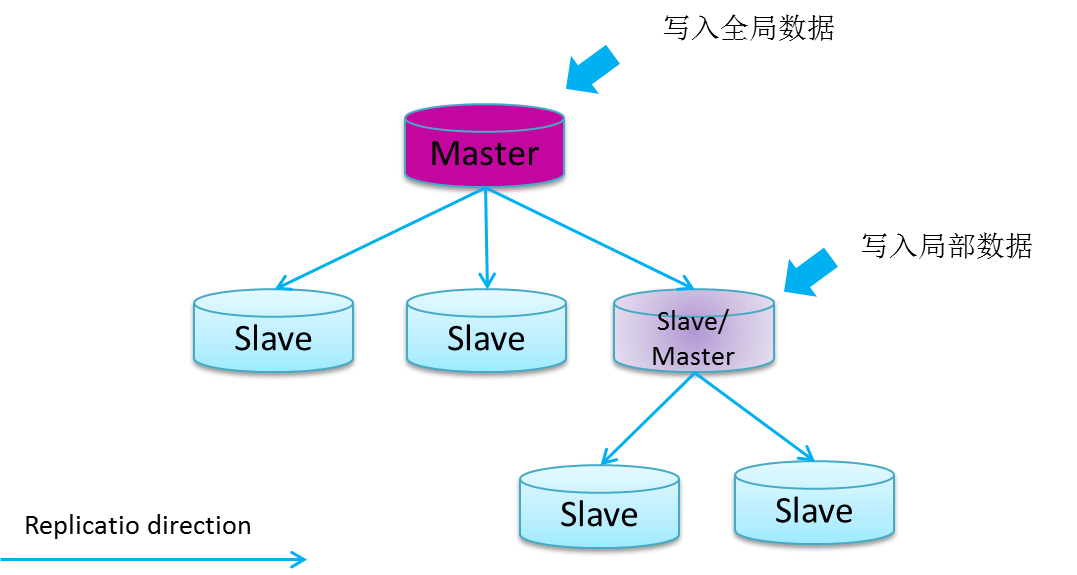 写入全局数据
Master
写入局部数据
Slave
Slave
Slave/
Master
Slave
Slave
Replicatio direction